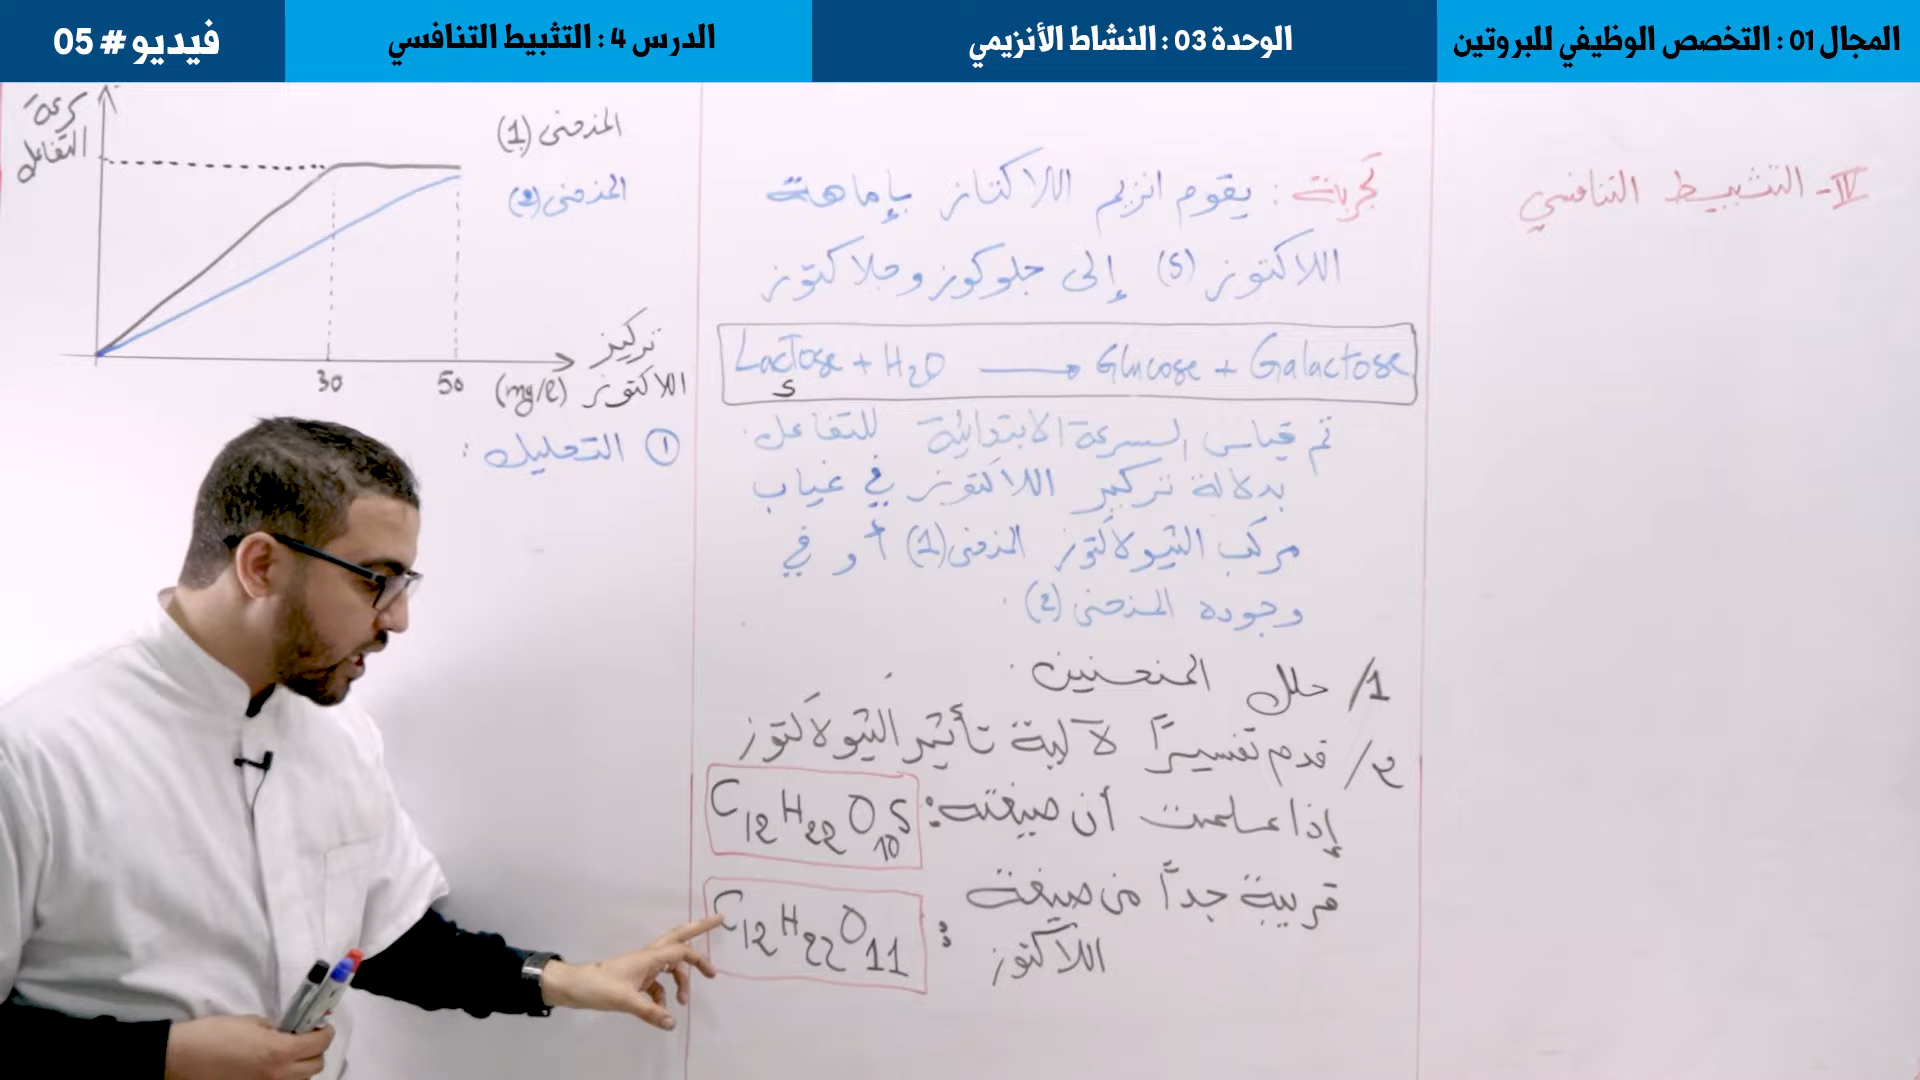 المجال 01 : التخصص الوظيفي للبروتين
الوحدة 03 : النشاط الأنزيمي
الدرس 4 : التثبيط التنافسي
فيديو # 05
IV- التثبيط التنافسي
تجربة : يقوم انزيم اللاكتاز بإماهة
اللاكتوز (S) إلى جلوكوز وجلاكتوز
Lactose + H2O → Glucose + Galactose
S
تم قياس السرعة الابتدائية للتفاعل
بدلالة تركيز اللاكتوز في غياب
مركب الثيولاكتوز المنحنى (1) أو في
وجوده المنحنى (2)
1/ حلل المنحنيين.
2/ قدم تفسيرًا لآلية تأثير الثيولاكتوز
إذا علمت أن صيغته : C12H22O10S
قريبة جدًا من صيغة
اللاكتوز : C12H22O11
سرعة
التفاعل
المنحنى (1)
المنحنى (2)
30
50
تركيز
اللاكتوز (mg/l)
① التحليل :